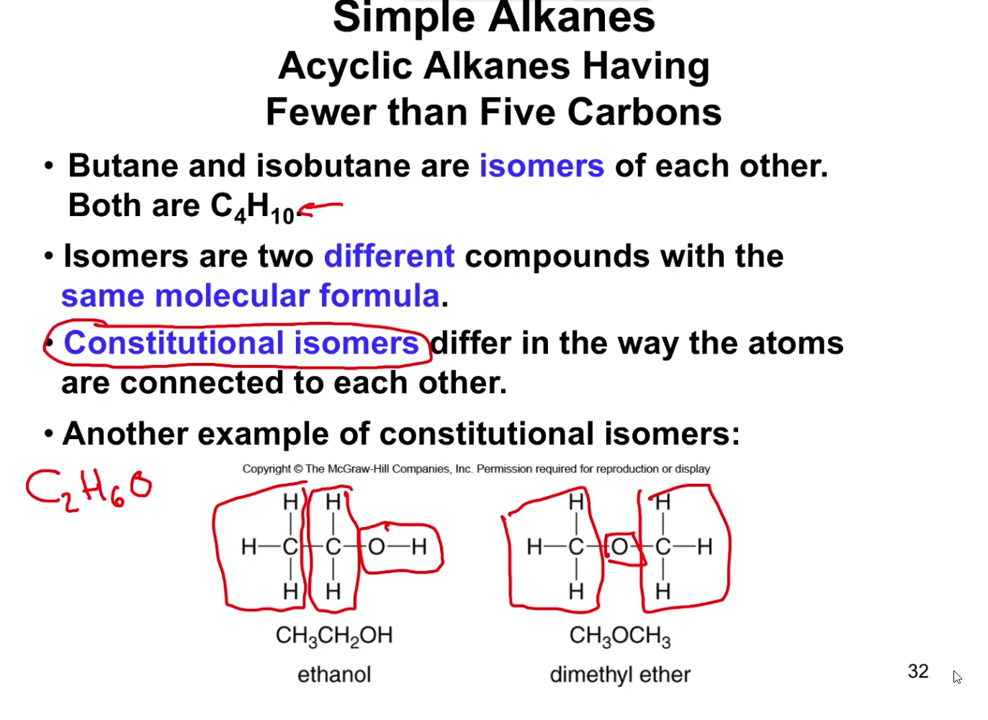 Simple Alkanes
Acyclic Alkanes Having
Fewer than Five Carbons
• Butane and isobutane are isomers of each other.
Both are C₄H₁₀
• Isomers are two different compounds with the
same molecular formula.
• Constitutional isomers differ in the way the atoms
are connected to each other.
• Another example of constitutional isomers:
Copyright © The McGraw-Hill Companies, Inc. Permission required for reproduction or display
C₂H₆O
H H H H
H—C—C—O—H H—C—O—C—H
H H H H
CH₃CH₂OH CH₃OCH₃
ethanol dimethyl ether
32